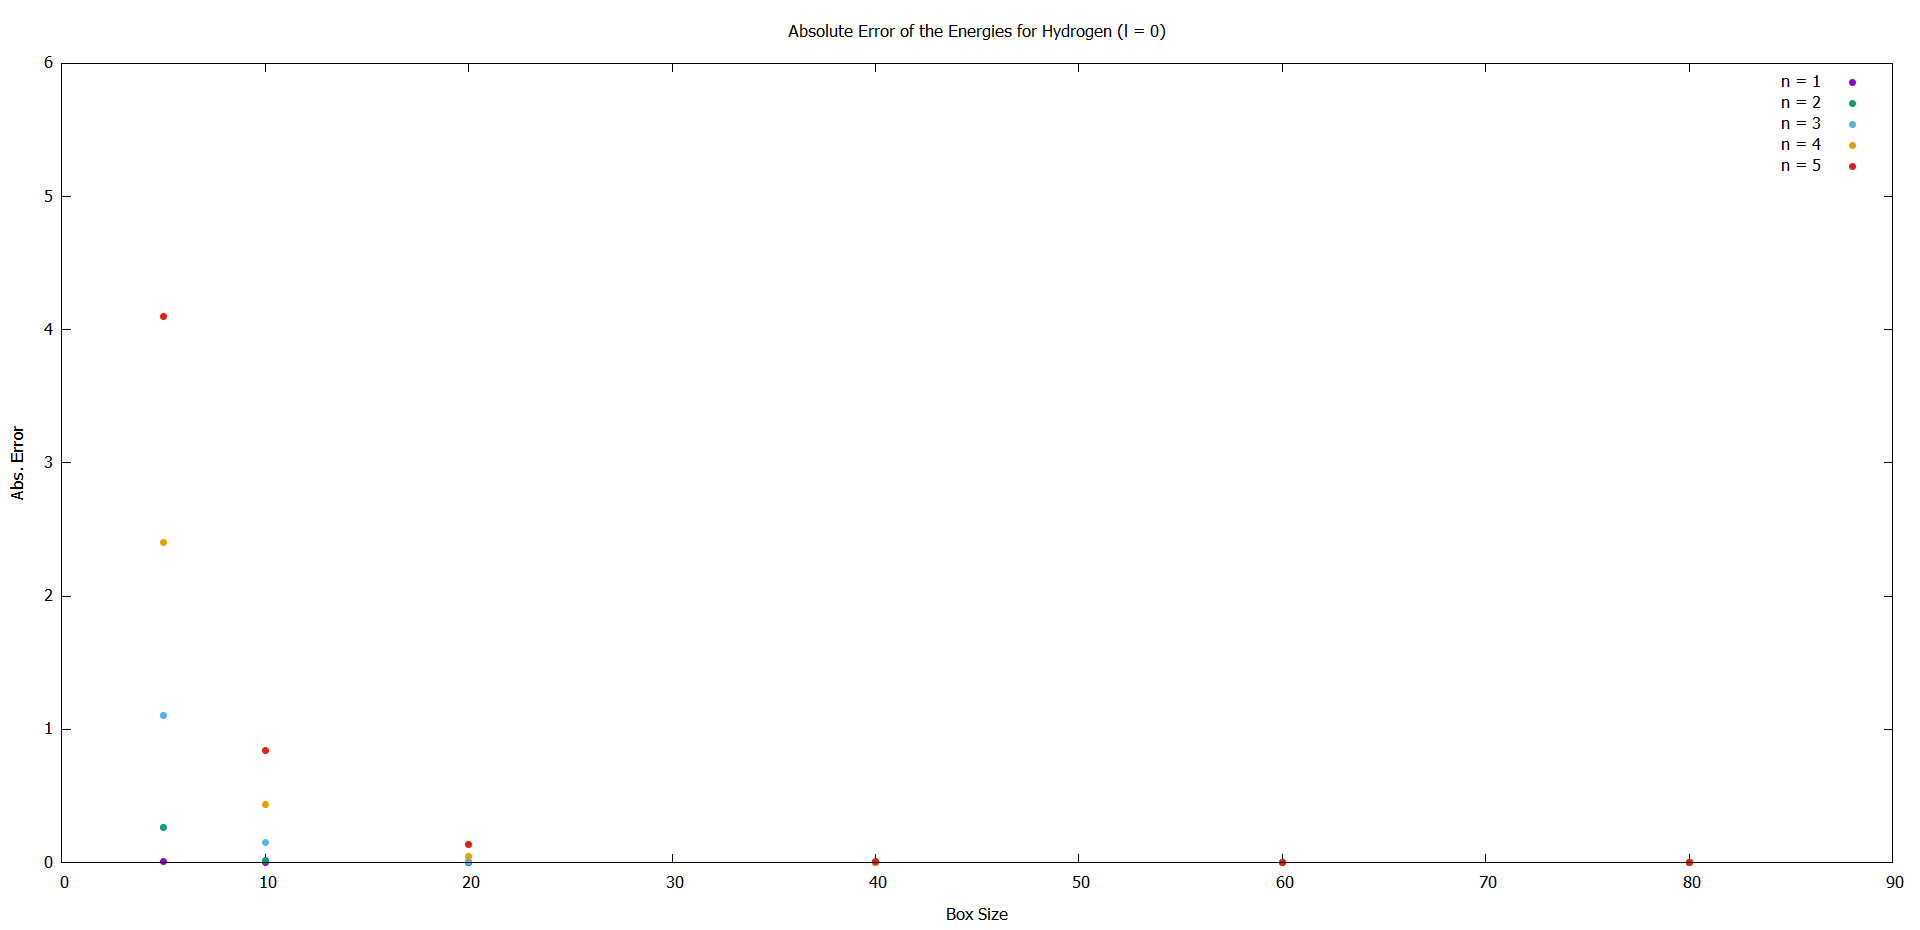 Absolute Error of the Energies for Hydrogen (l = 0)
6
5
4
3
2
1
0
Abs. Error
n = 1
n = 2
n = 3
n = 4
n = 5
0 10 20 30 40 50 60 70 80 90
Box Size